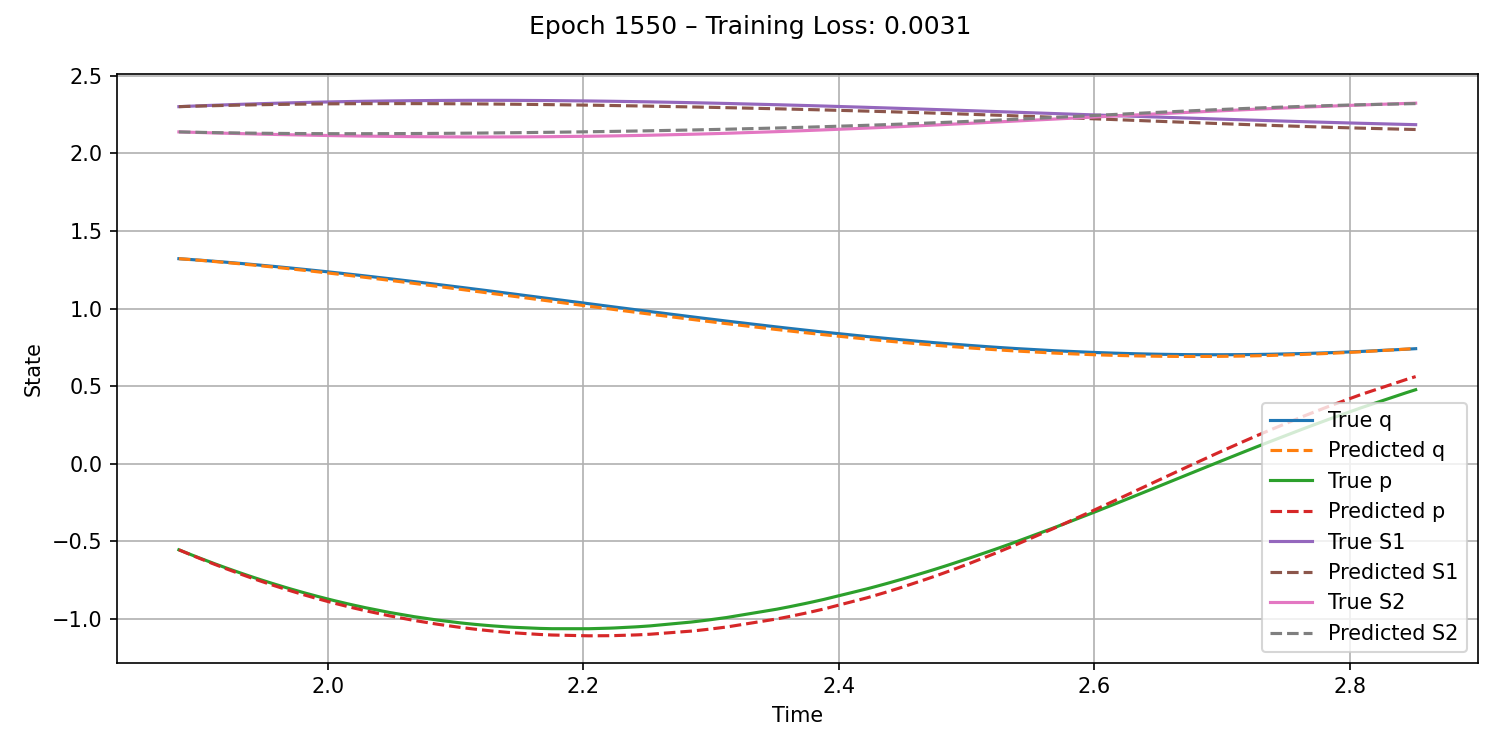 Epoch 1550 – Training Loss: 0.0031
2.5
2.0
1.5
1.0
0.5
0.0
−0.5
−1.0
State
True q
Predicted q
True p
Predicted p
True S1
Predicted S1
True S2
Predicted S2
2.0 2.2 2.4 2.6 2.8
Time